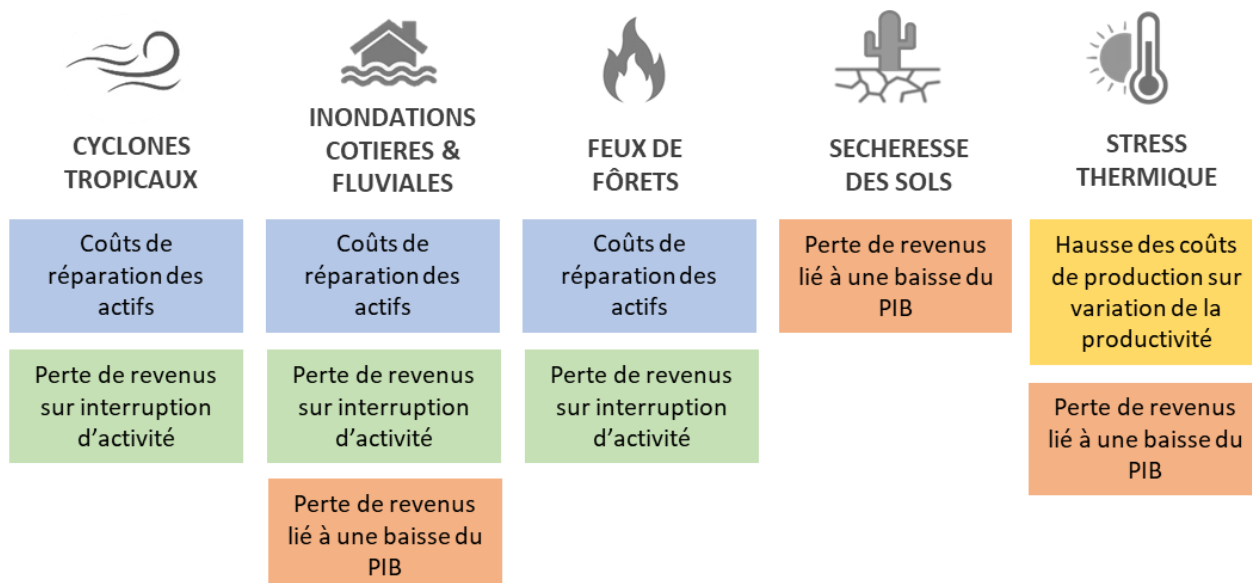 CYCLONES
TROPICAUX
INONDATIONS
COTIERES &
FLUVIALES
FEUX DE
FÔRETS
SECHERESSE
DES SOLS
STRESS
THERMIQUE
Coûts de
réparation des
actifs
Coûts de
réparation des
actifs
Coûts de
réparation des
actifs
Perte de revenus
lié à une baisse du
PIB
Hausse des coûts
de production sur
variation de la
productivité
Perte de revenus
sur interruption
d’activité
Perte de revenus
sur interruption
d’activité
Perte de revenus
sur interruption
d’activité
Perte de revenus
lié à une baisse du
PIB
Perte de revenus
lié à une baisse du
PIB